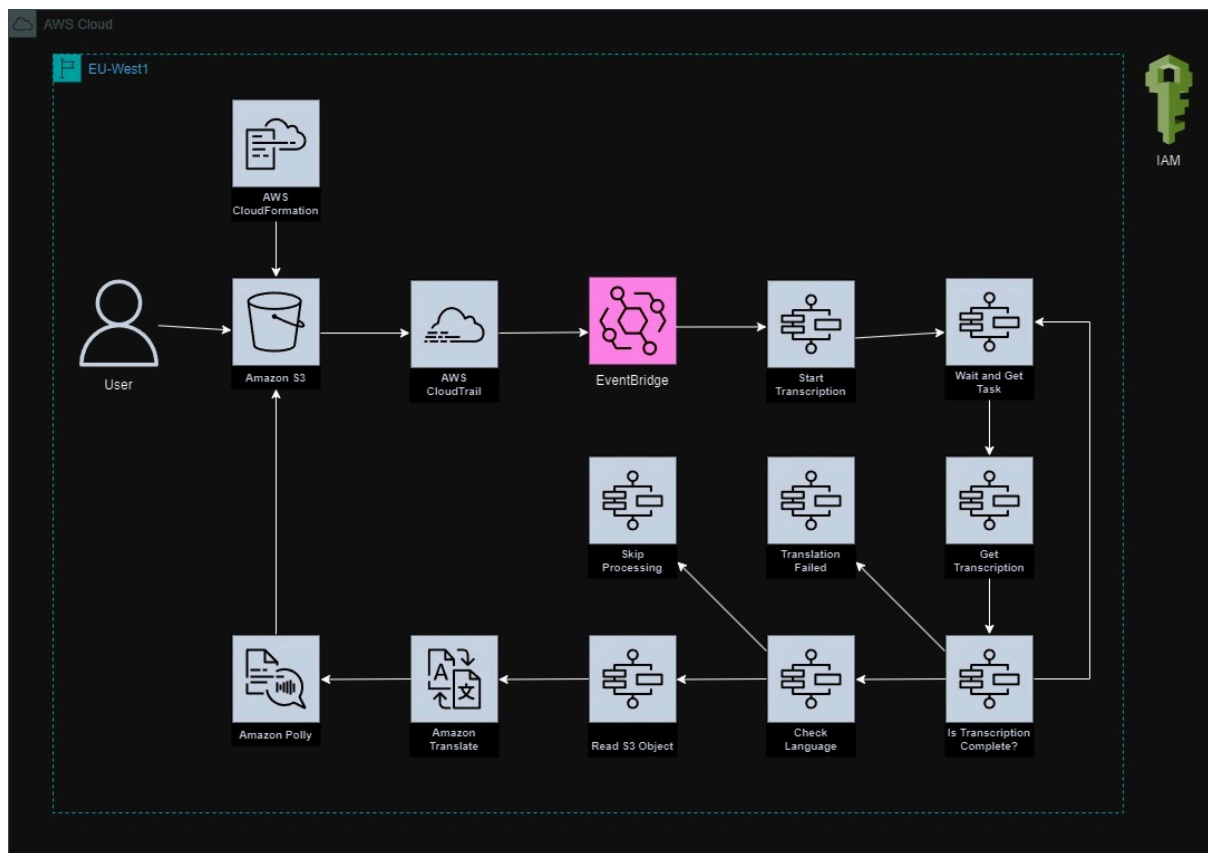 AWS Cloud
EU-West1
AWS
CloudFormation
IAM
User
Amazon S3
AWS
CloudTrail
EventBridge
Start
Transcription
Wait and Get
Task
Skip
Processing
Translation
Failed
Get
Transcription
Amazon Polly
A
文
Amazon
Translate
Read S3 Object
Check
Language
Is Transcription
Complete?